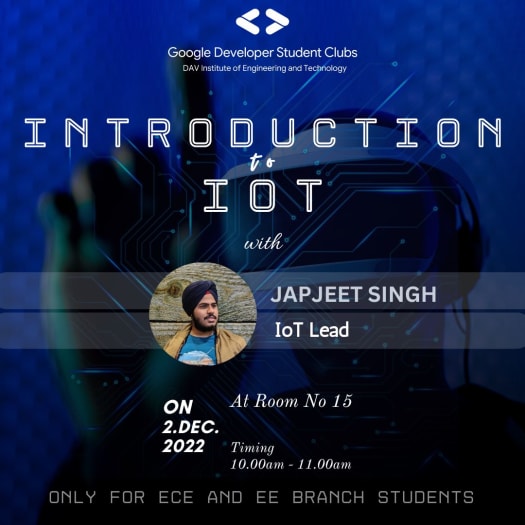 Google Developer Student Clubs
DAV Institute of Engineering and Technology
INTRODUCTION
to
IOT
with
JAPJEET SINGH
IoT Lead
ON
2.DEC.
2022
At Room No 15
Timing
10.00am - 11.00am
ONLY FOR ECE AND EE BRANCH STUDENTS